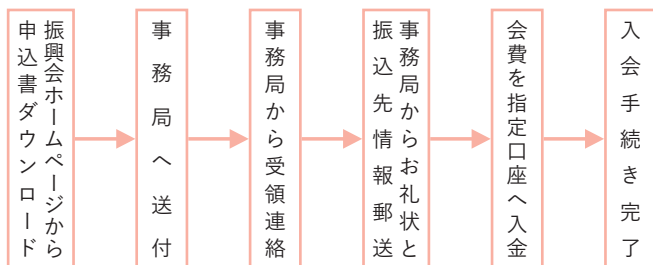 振興会ホームページから
申込書ダウンロード
事務局へ送付
事務局から受領連絡
事務局からお礼状と
振込先情報郵送
会費を指定口座へ入金
入会手続き完了